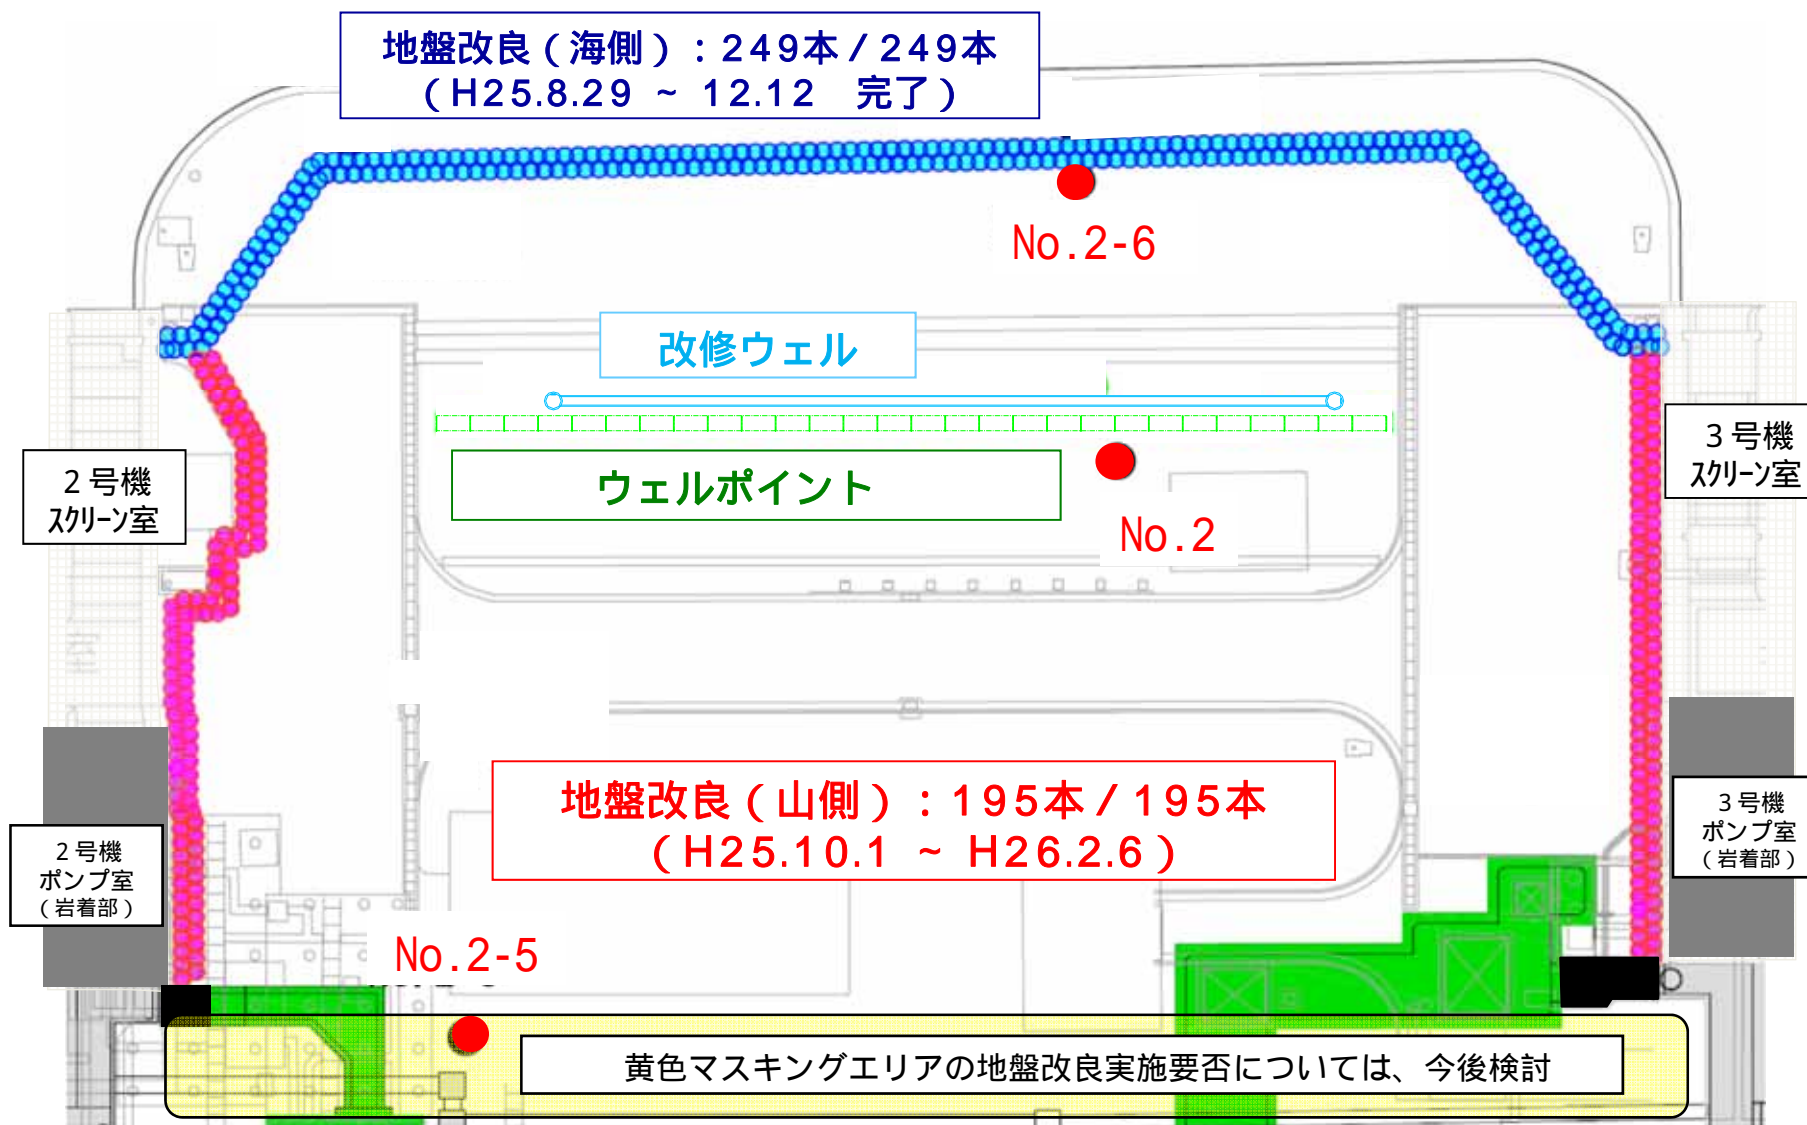 地盤改良(海側):249本/249本
(H25.8.29 ~ 12.12 完了)
No.2-6
改修ウェル
2号機
スクリーン室
3号機
スクリーン室
ウェルポイント
No.2
地盤改良(山側):195本/195本
(H25.10.1 ~ H26.2.6)
2号機
ポンプ室
(岩着部)
3号機
ポンプ室
(岩着部)
No.2-5
黄色マスキングエリアの地盤改良実施要否については、今後検討